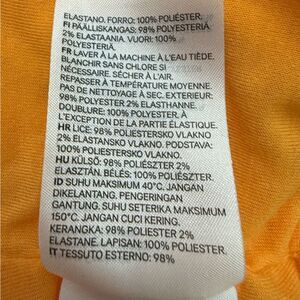 ELASTANO. FORRO: 100% POLIÉSTER.
FI PÄÄLLISKANGAS: 98% POLYESTERIÄ
2% ELASTAANIA. VUORI: 100%
POLYESTERIÄ.
FR LAVER À LA MACHINE À L'EAU TIÈDE.
BLANCHIR SANS CHLORE SI
NÉCESSAIRE. SÉCHER À L'AIR.
REPASSER À TEMPÉRATURE MOYENNE.
PAS DE NETTOYAGE À SEC. EXTERIEUR:
98% POLYESTER 2% ELASTHANNE.
DOUBLURE: 100% POLYESTER. À
L'EXCEPTION DE LA PARTIE ÉLASTIQUE.
HR LICE: 98% POLIESTERSKO VLAKNO
2% ELASTANSKO VLAKNO. PODSTAVA:
100% POLIESTERSKO VLAKNO.
HU KÜLSŐ: 98% POLIÉSZTER 2%
ELASZTÁN. BÉLÉS: 100% POLIÉSZTER.
ID SUHU MAKSIMUM 40°C. JANGAN
DIKELANTANG. PENGERINGAN
GANTUNG. SUHU SETERIKA MAKSIMUM
150°C. JANGAN CUCI KERING.
KERANGKA: 98% POLIESTER 2%
ELASTANE. LAPISAN: 100% POLIESTER.
IT TESSUTO ESTERNO: 98%